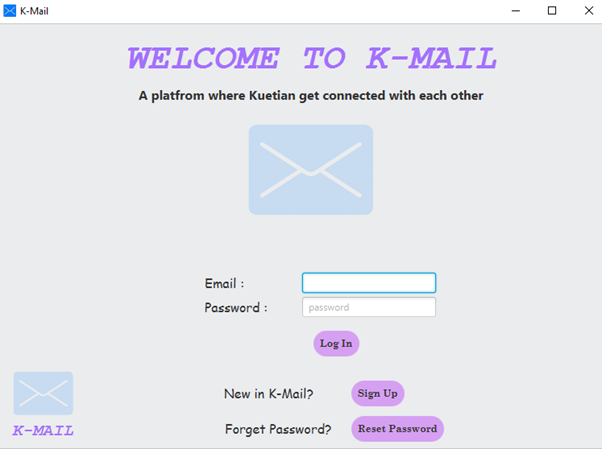 K-Mail
WELCOME TO K-MAIL
A platfrom where Kuetian get connected with each other
Email :
Password : password
Log In
New in K-Mail? Sign Up
Forget Password? Reset Password
K-MAIL